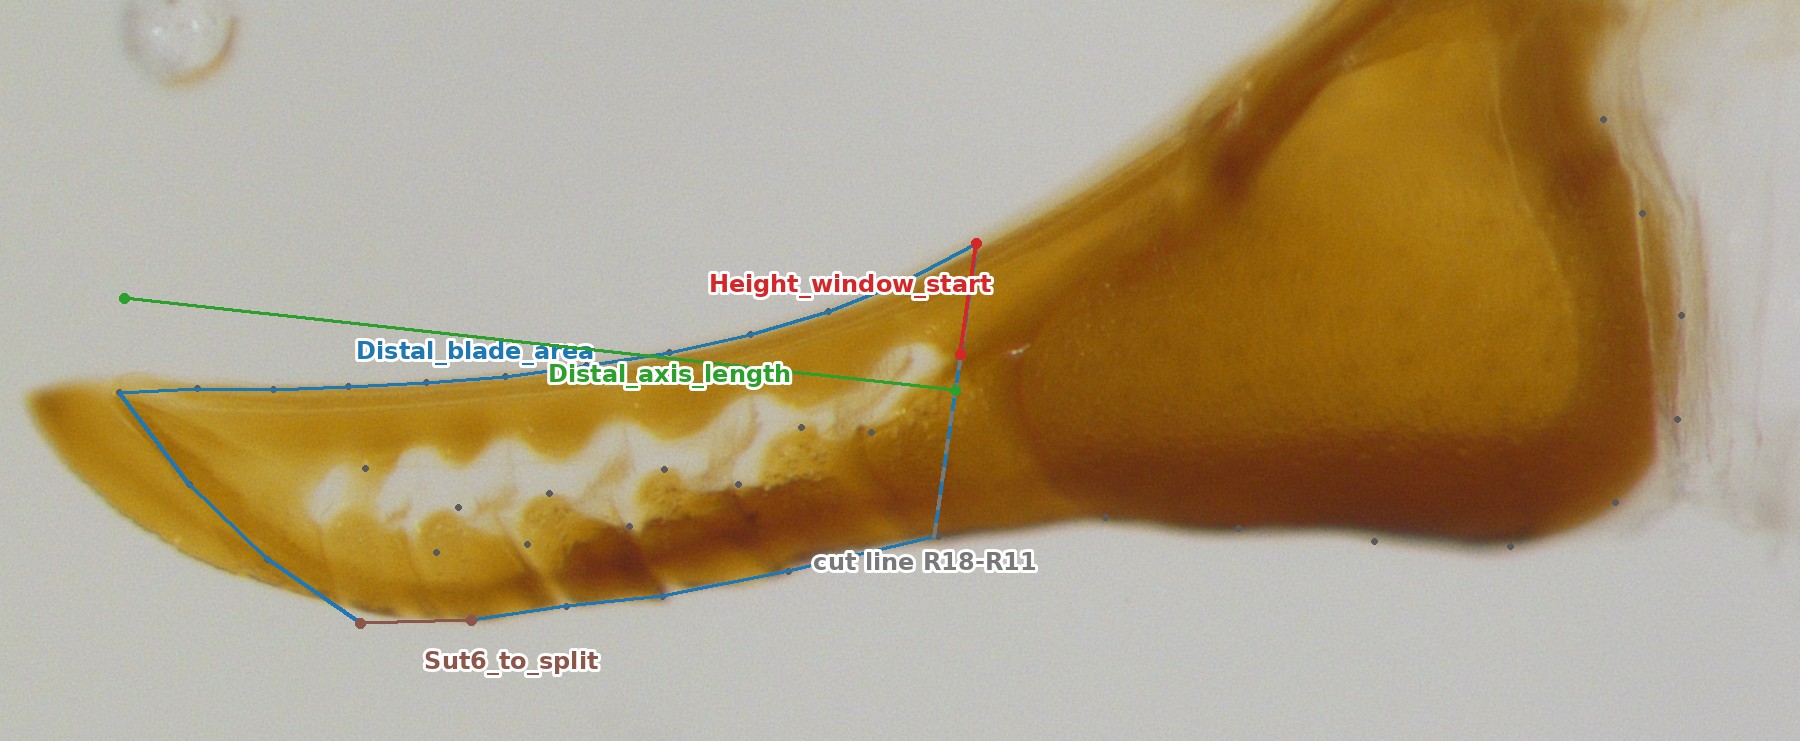 Height_window_start
Distal_blade_area
Distal_axis_length
cut line R18-R11
Sut6_to_split